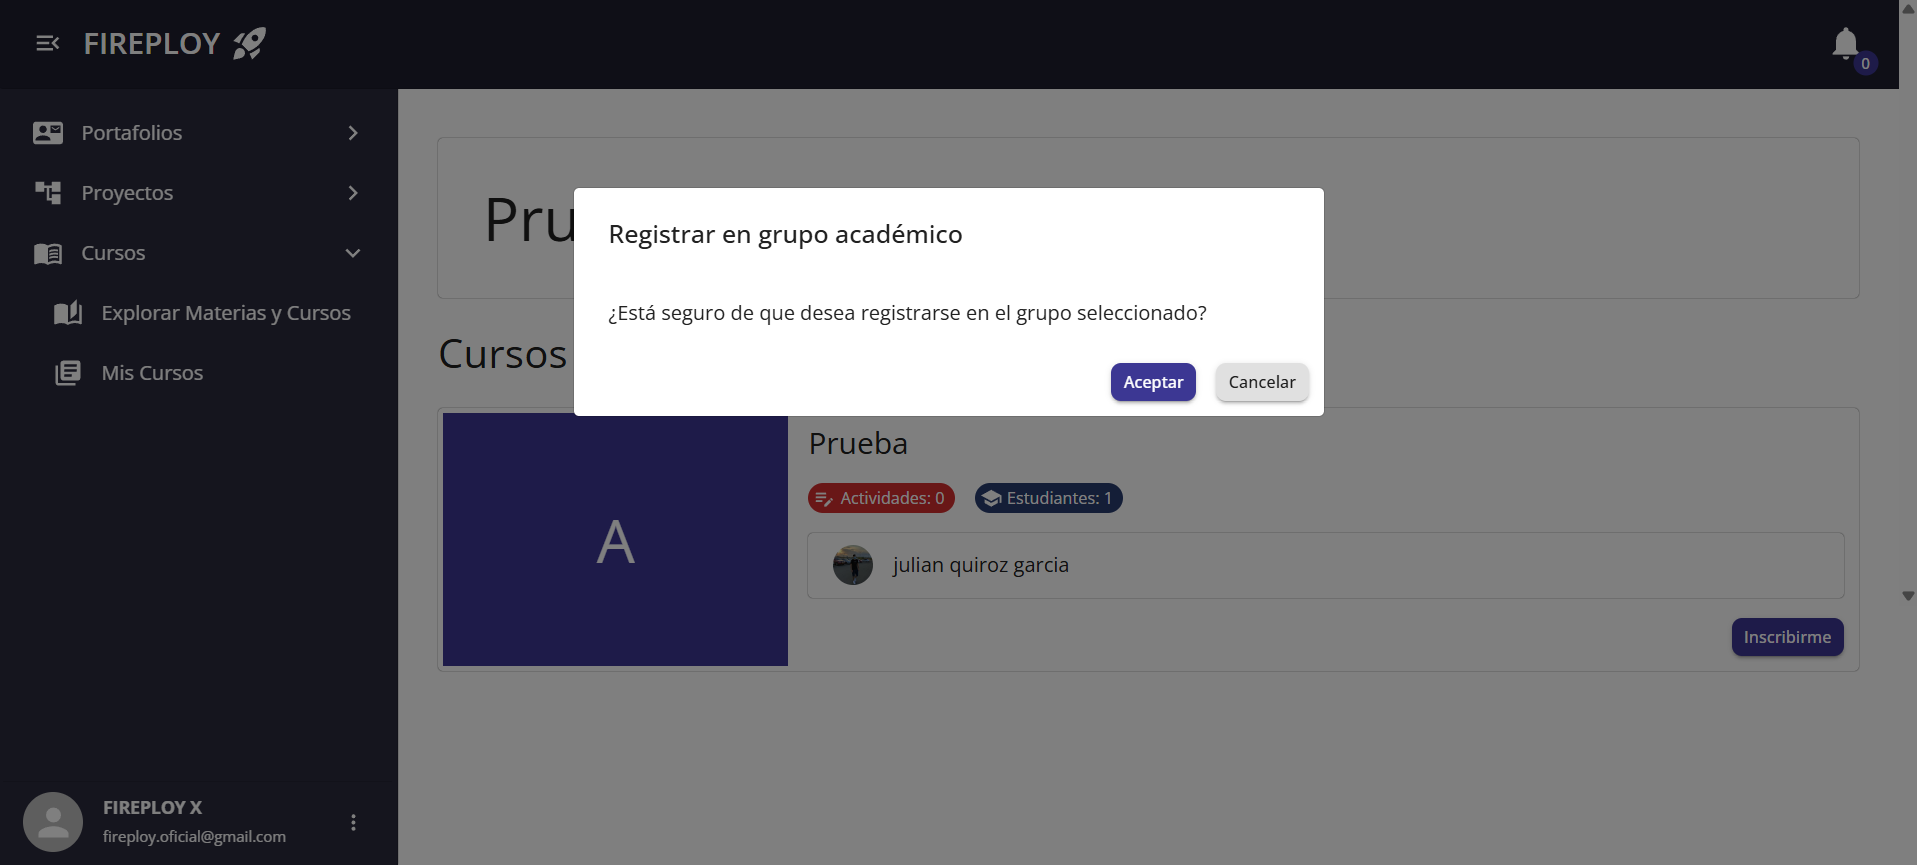 FIREPLOY
0
Portafolios
Proyectos
Cursos
Explorar Materias y Cursos
Mis Cursos
Registrar en grupo académico
¿Está seguro de que desea registrarse en el grupo seleccionado?
Aceptar
Cancelar
Pru
Cursos
A
Prueba
Actividades: 0
Estudiantes: 1
julian quiroz garcia
Inscribirme
FIREPLOY X
fireploy.oficial@gmail.com